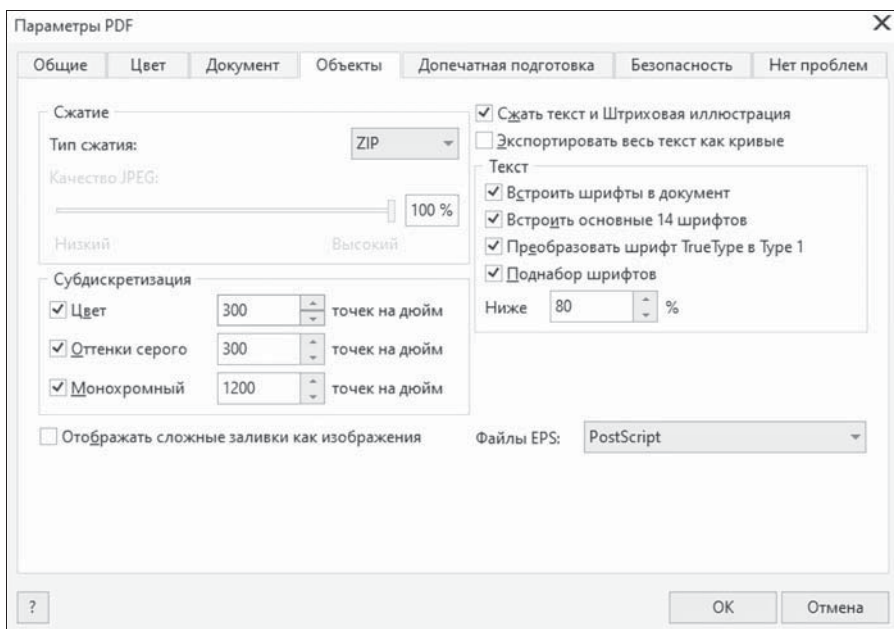 Параметры PDF
Общие Цвет Документ Объекты Допечатная подготовка Безопасность Нет проблем
Сжатие
Тип сжатия: ZIP
Качество JPEG:
100 %
Низкий Высокий
Субдискретизация
Цвет 300 точек на дюйм
Оттенки серого 300 точек на дюйм
Монохромный 1200 точек на дюйм
Отображать сложные заливки как изображения
Сжать текст и Штриховая иллюстрация
Экспортировать весь текст как кривые
Текст
Встроить шрифты в документ
Встроить основные 14 шрифтов
Преобразовать шрифт TrueType в Type 1
Поднабор шрифтов
Ниже 80 %
Файлы EPS: PostScript
? OK Отмена